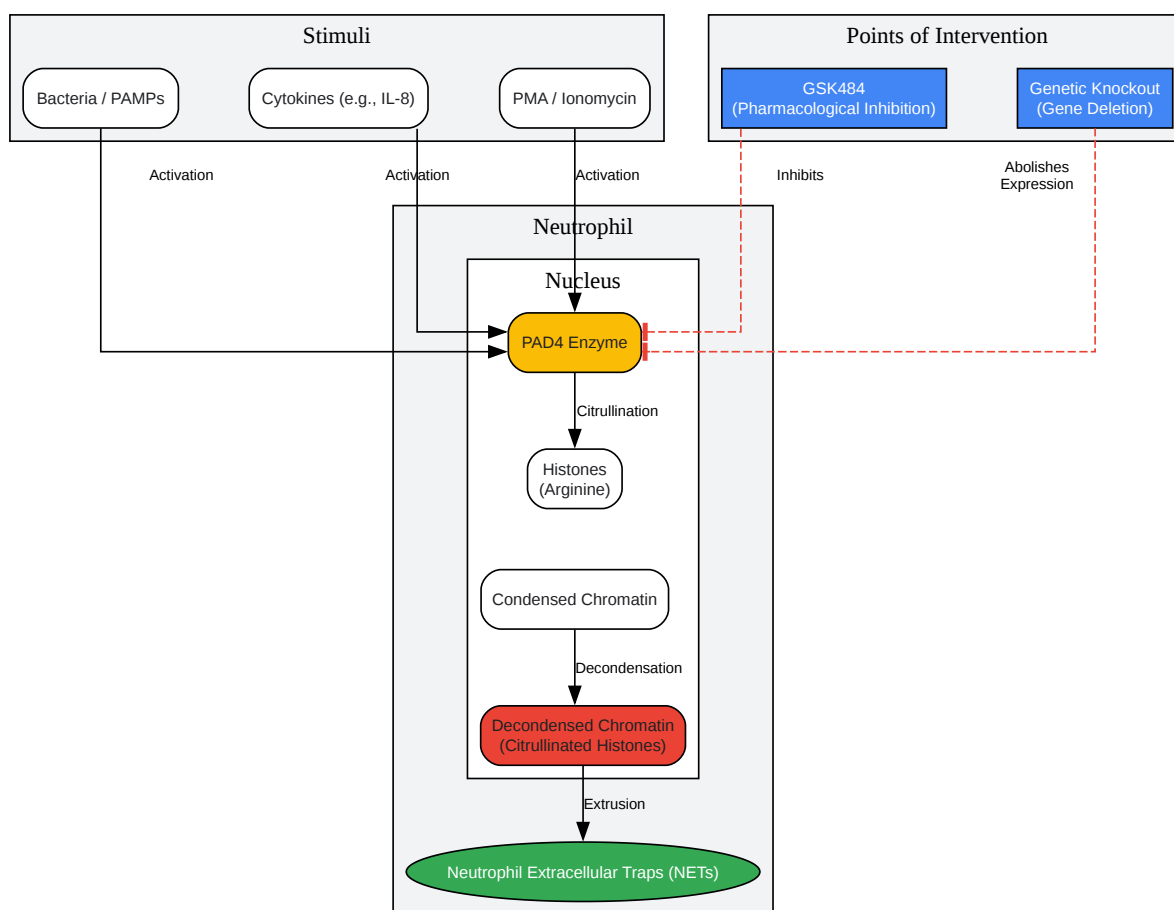 Stimuli
Points of Intervention
Bacteria / PAMPs
Cytokines (e.g., IL-8)
PMA / Ionomycin
GSK484
(Pharmacological Inhibition)
Genetic Knockout
(Gene Deletion)
Activation
Activation
Activation
Inhibits
Abolishes
Expression
Neutrophil
Nucleus
PAD4 Enzyme
Citrullination
Histones
(Arginine)
Condensed Chromatin
Decondensation
Decondensed Chromatin
(Citrullinated Histones)
Extrusion
Neutrophil Extracellular Traps (NETs)